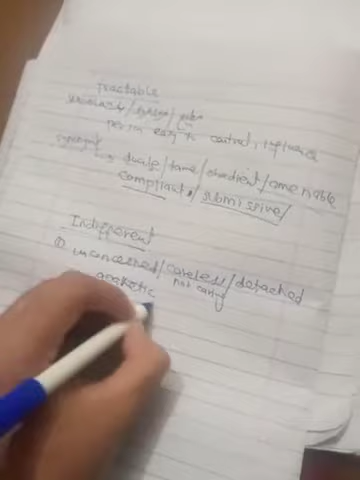 Tractable
person easy to control, influence
synonym → docile/tame/obedient/amenable
compliant/submissive/
Indifferent
① unconcerned/careless/detached
not caring
apathetic